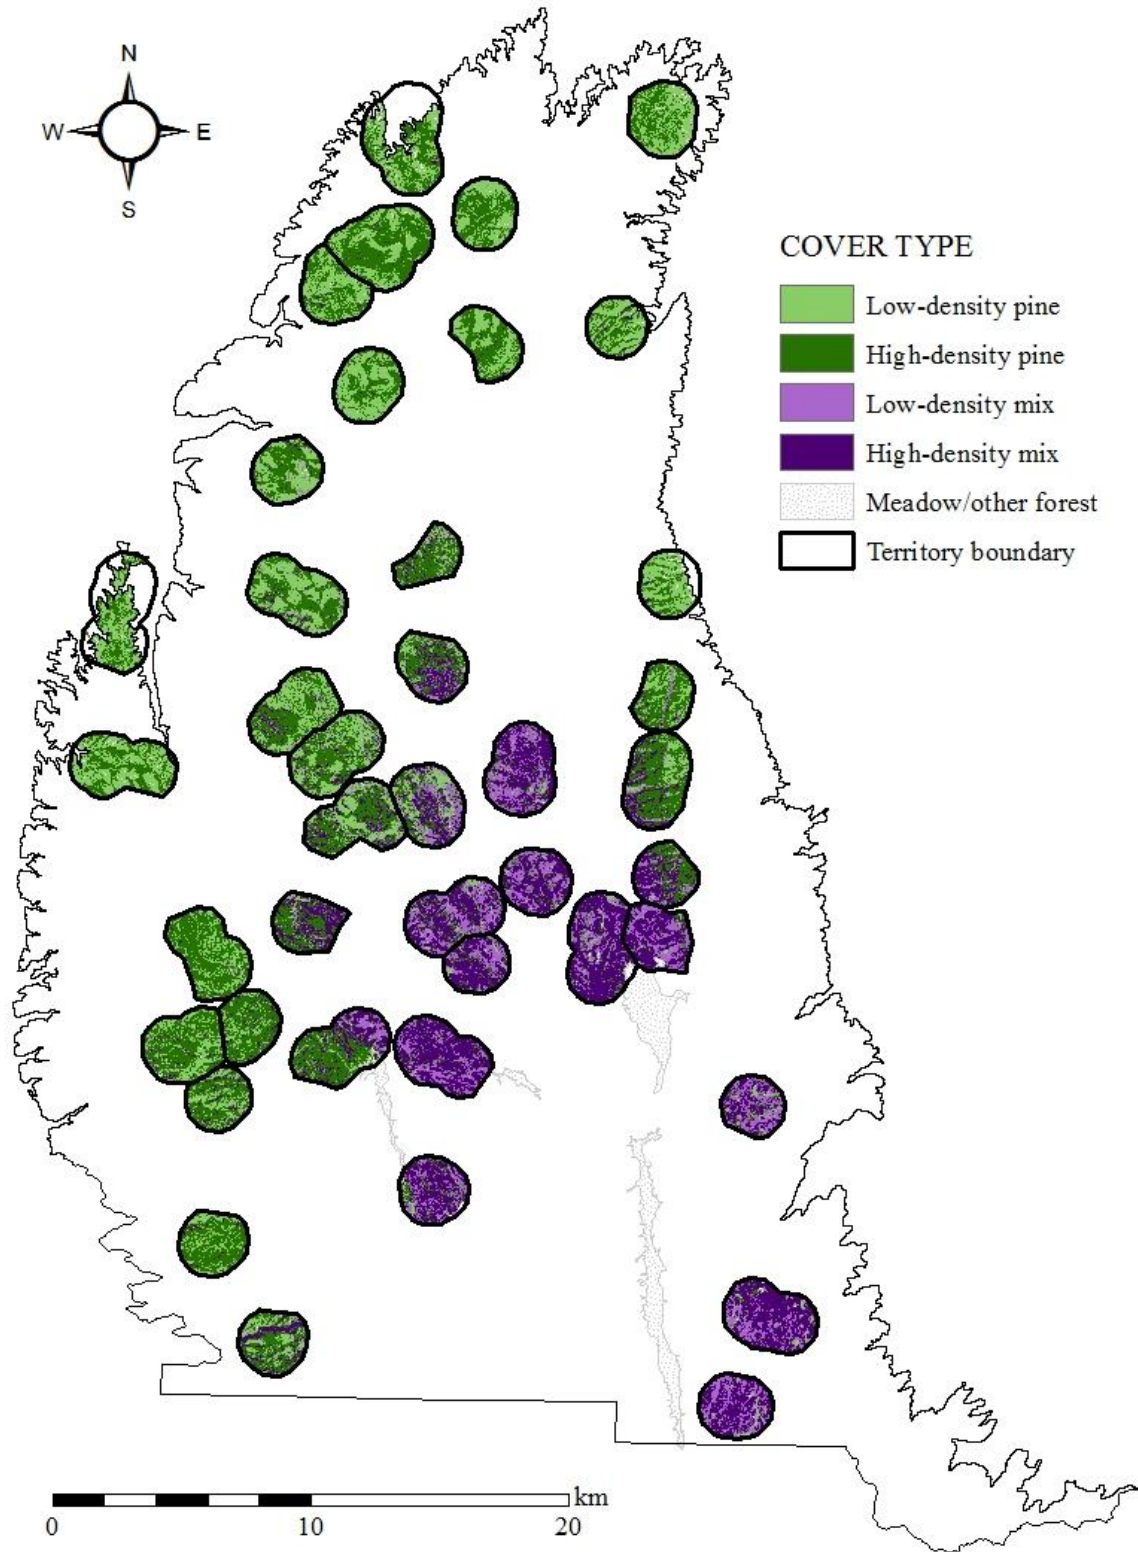 N
W E
S
COVER TYPE
Low-density pine
High-density pine
Low-density mix
High-density mix
Meadow/other forest
Territory boundary
km
0 10 20